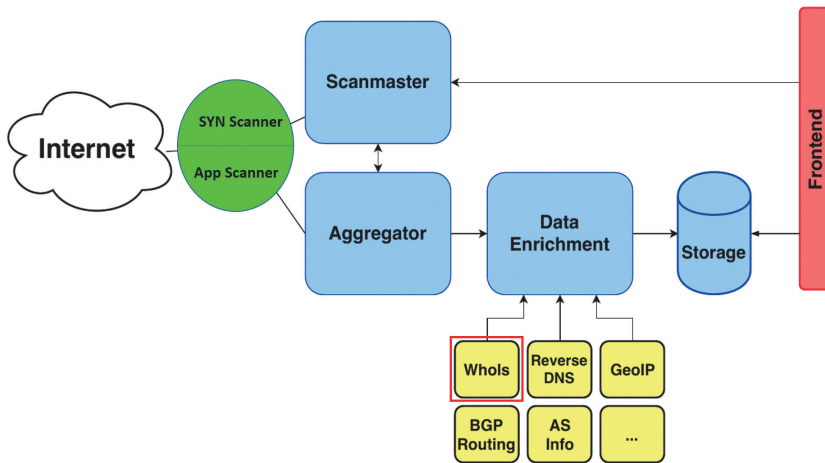 Scanmaster
SYN Scanner
App Scanner
Internet
Frontend
Aggregator
Data
Enrichment
Storage
WhoIs
Reverse
DNS
GeoIP
BGP
Routing
AS
Info
...